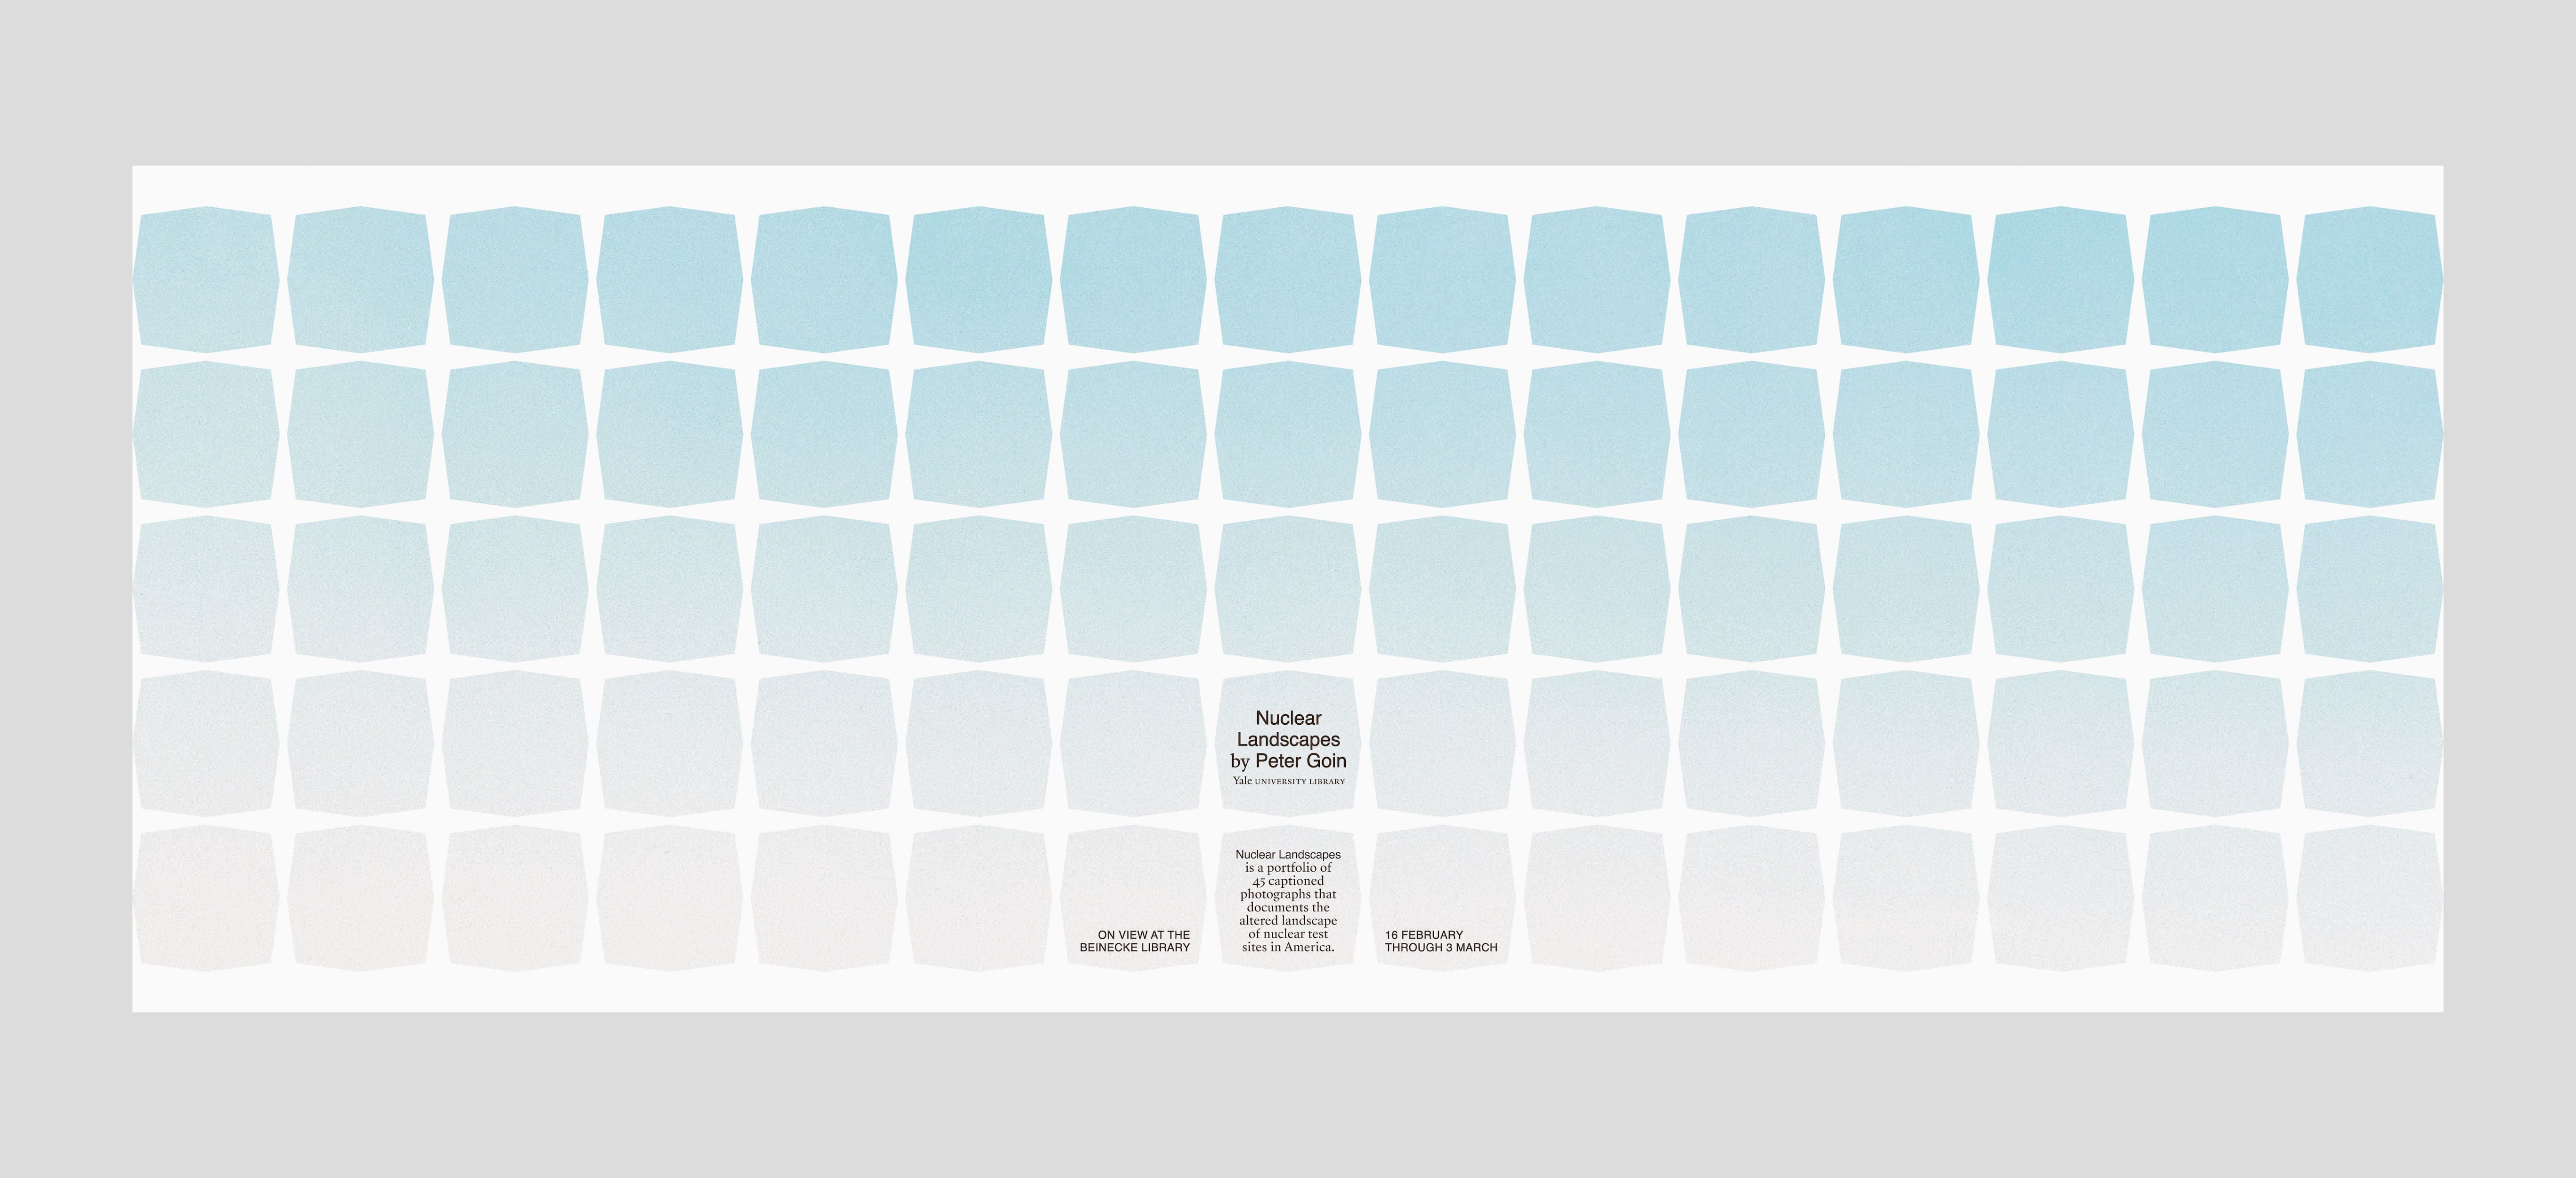 Nuclear
Landscapes
by Peter Goin
Yale UNIVERSITY LIBRARY
ON VIEW AT THE
BEINECKE LIBRARY
Nuclear Landscapes
is a portfolio of
45 captioned
photographs that
documents the
altered landscape
of nuclear test
sites in America.
16 FEBRUARY
THROUGH 3 MARCH